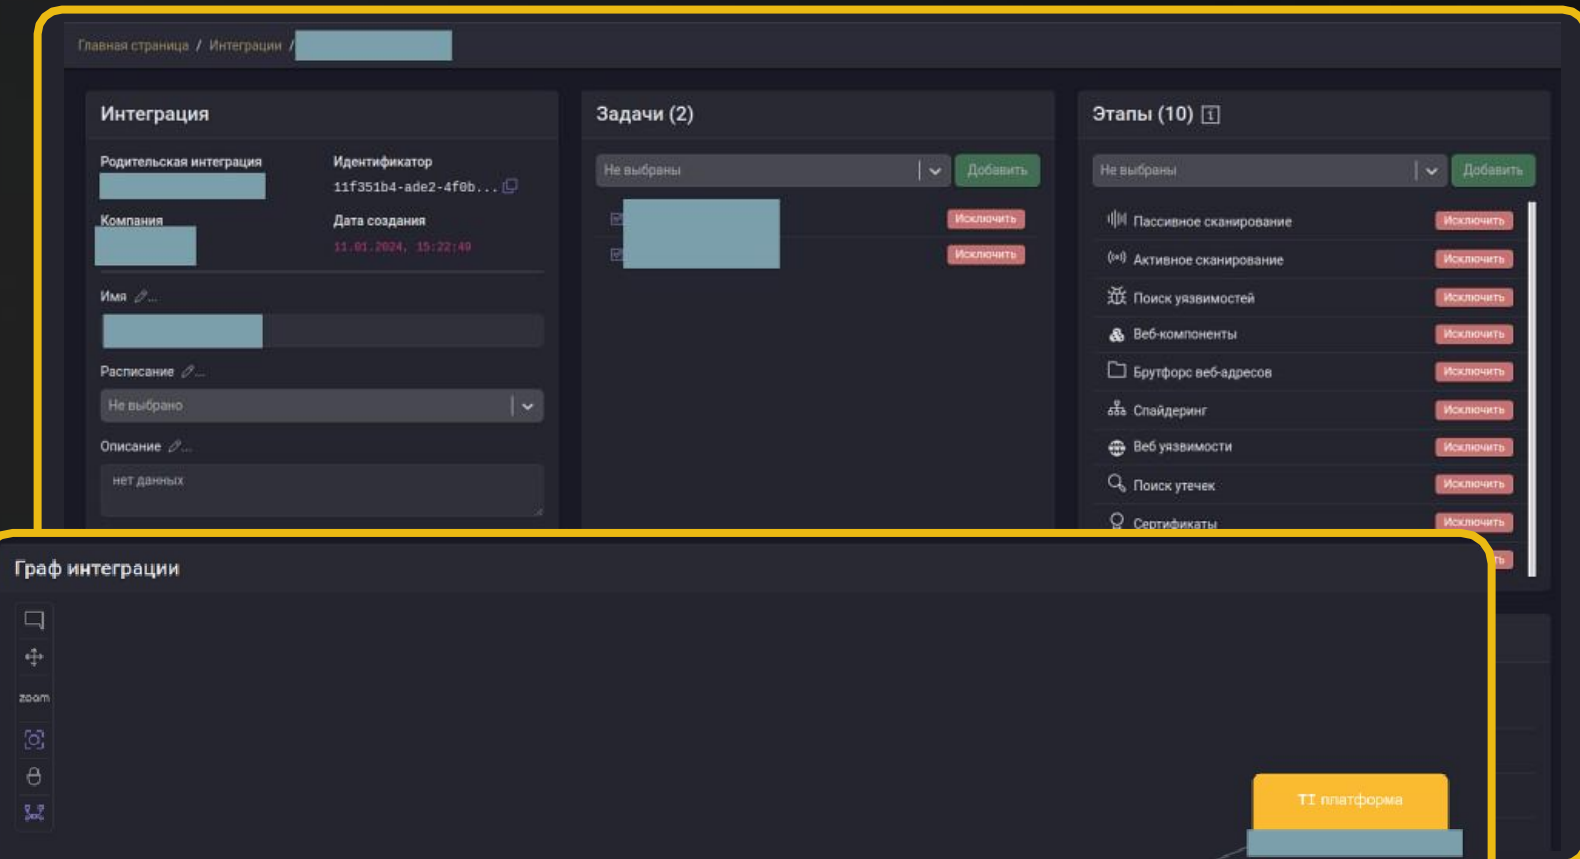 Главная страница / Интеграции /
Интеграция
Родительская интеграция
Идентификатор
11f351b4-ade2-4f0b...
Компания
Дата создания
11.01.2024, 15:22:49
Имя ...
Расписание ...
Не выбрано
Описание ...
нет данных
Задачи (2)
Не выбраны
Добавить
Исключить
Исключить
Этапы (10)
Не выбраны
Добавить
Пассивное сканирование Исключить
Активное сканирование Исключить
Поиск уязвимостей Исключить
Веб-компоненты Исключить
Брутфорс веб-адресов Исключить
Спайдеринг Исключить
Веб уязвимости Исключить
Поиск утечек Исключить
Сертификаты Исключить
ть
Граф интеграции
zoom
TI платформа